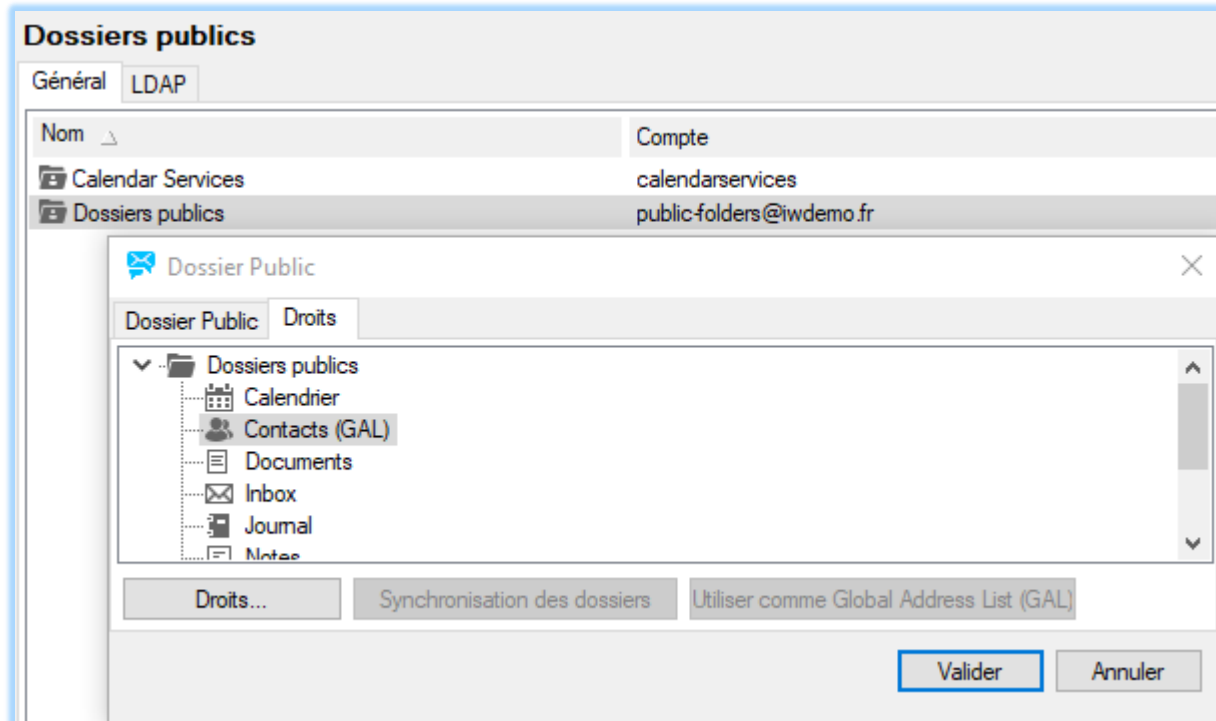 Dossiers publics
Général LDAP
Nom Compte
Calendar Services calendarservices
Dossiers publics public-folders@iwdemo.fr
Dossier Public
Dossier Public Droits
Dossiers publics
Calendrier
Contacts (GAL)
Documents
Inbox
Journal
Notes
Droits... Synchronisation des dossiers Utiliser comme Global Address List (GAL)
Valider Annuler